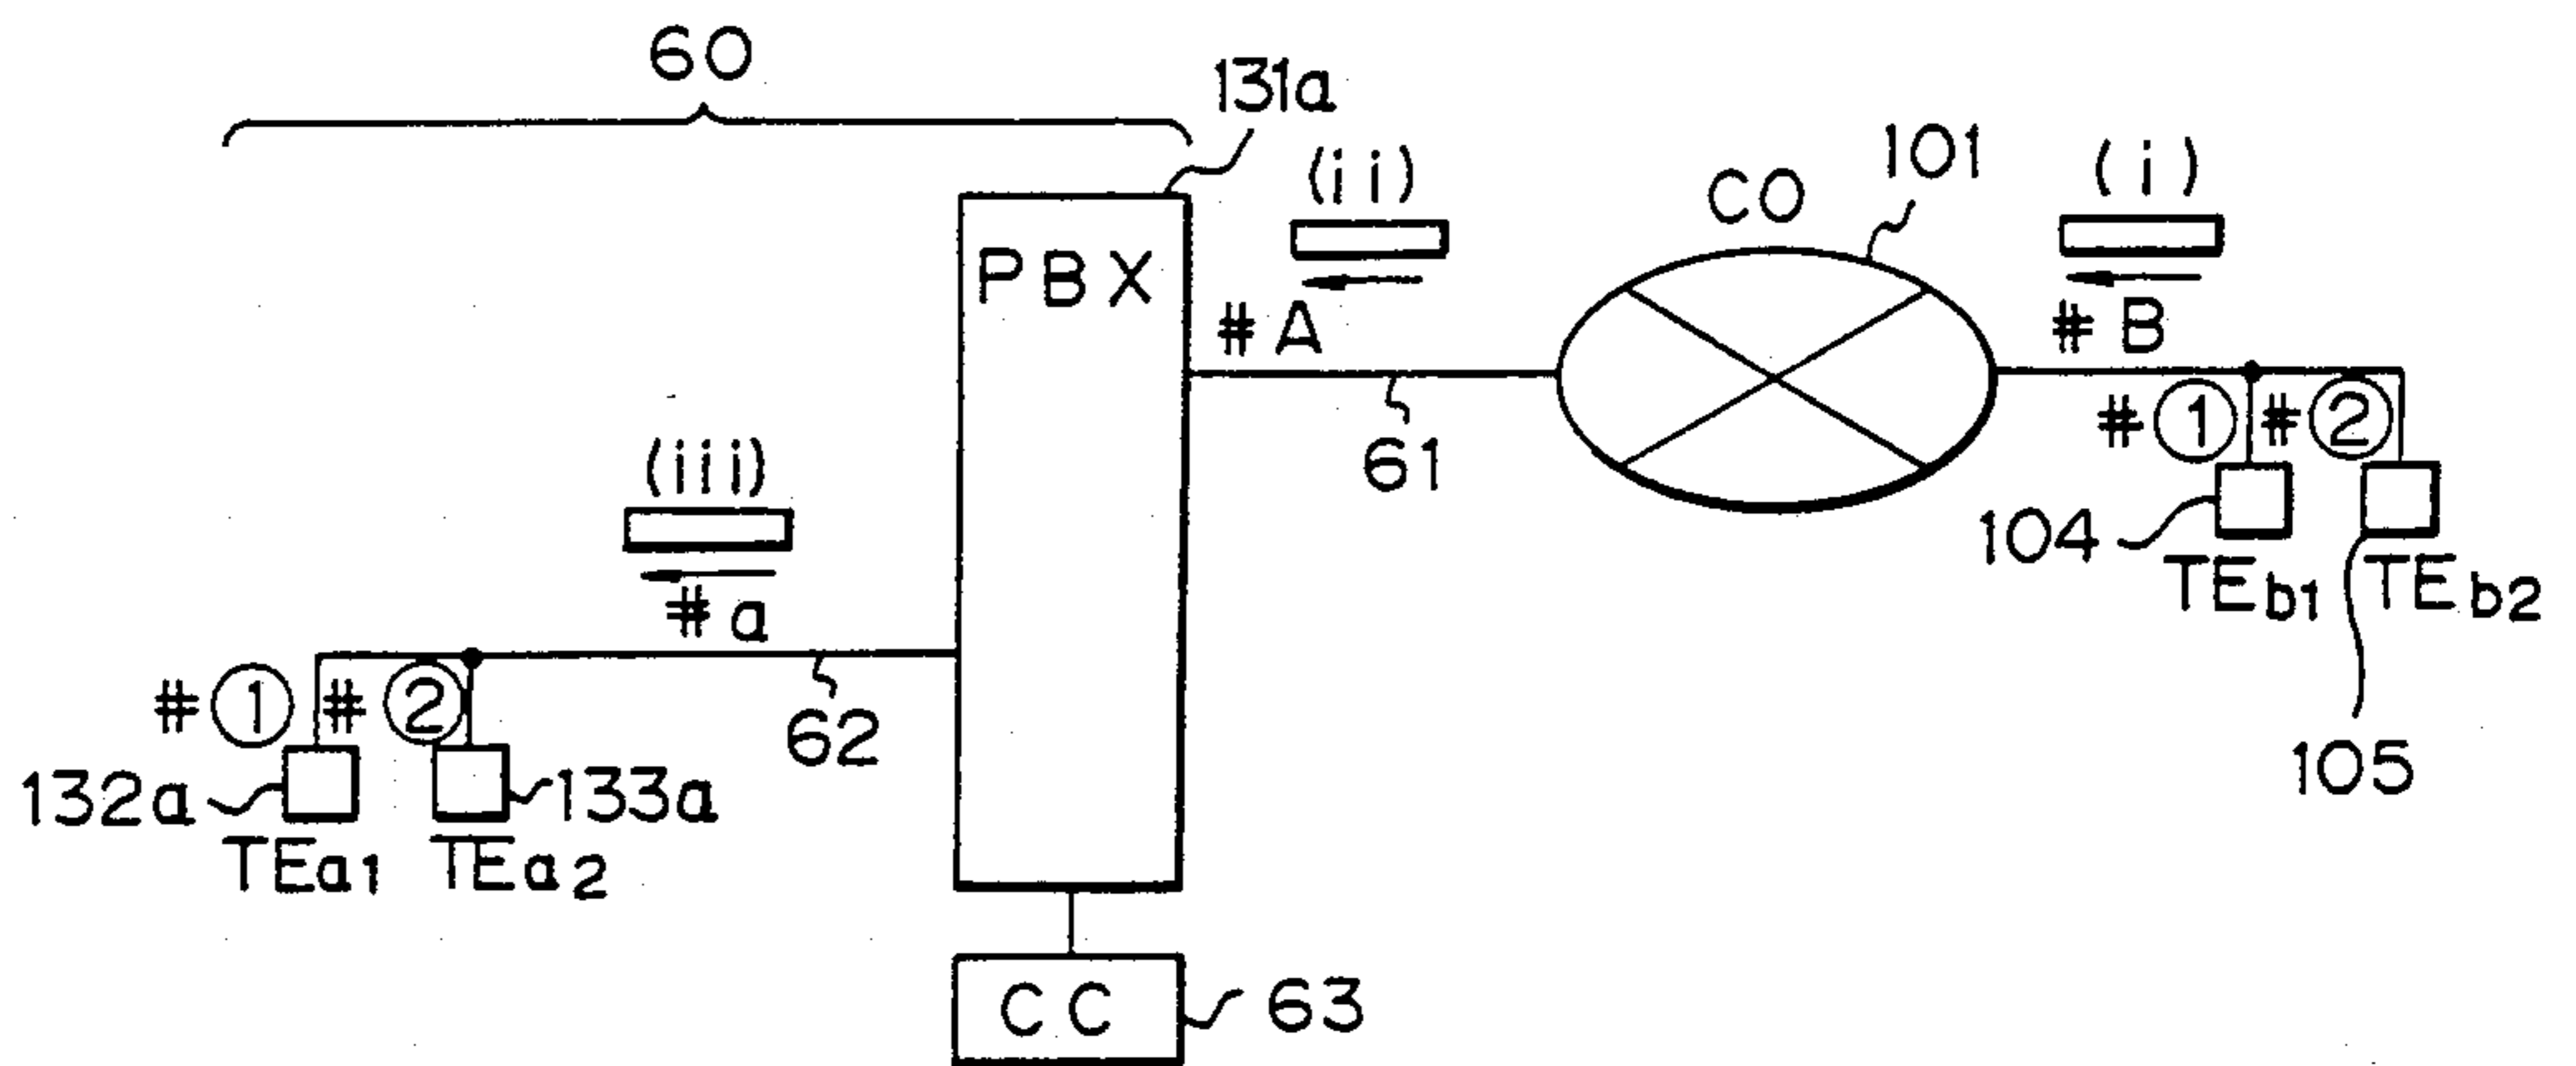 60
131a
(ii)
CO
101
(i)
PBX
#A
#B
61
#① #②
104
TEb1
TEb2
105
(iii)
#a
62
#① #②
132a
133a
TEa1
TEa2
CC
63